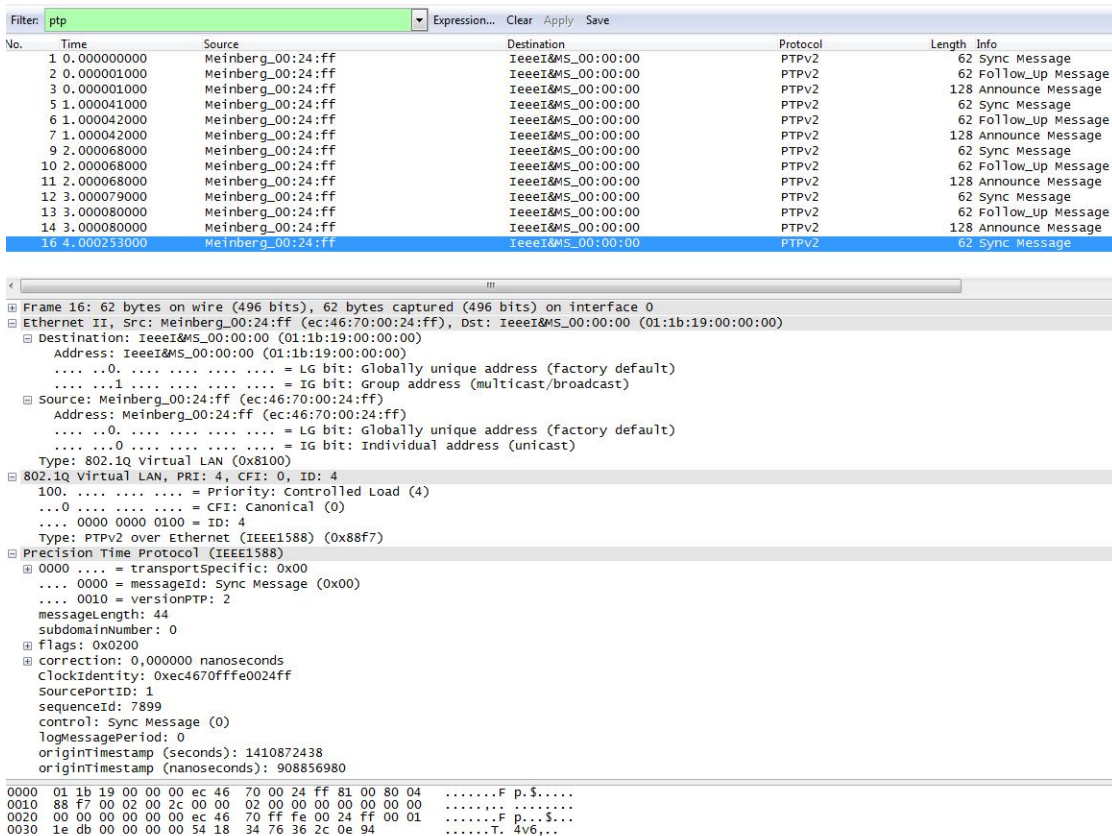 Filter: ptp Expression... Clear Apply Save
No. Time Source Destination Protocol Length Info
1 0.000000000 Meinberg_00:24:ff IeeeI&MS_00:00:00 PTPv2 62 Sync Message
2 0.000001000 Meinberg_00:24:ff IeeeI&MS_00:00:00 PTPv2 62 Follow_Up Message
3 0.000001000 Meinberg_00:24:ff IeeeI&MS_00:00:00 PTPv2 128 Announce Message
5 1.000041000 Meinberg_00:24:ff IeeeI&MS_00:00:00 PTPv2 62 Sync Message
6 1.000042000 Meinberg_00:24:ff IeeeI&MS_00:00:00 PTPv2 62 Follow_Up Message
7 1.000042000 Meinberg_00:24:ff IeeeI&MS_00:00:00 PTPv2 128 Announce Message
9 2.000068000 Meinberg_00:24:ff IeeeI&MS_00:00:00 PTPv2 62 Sync Message
10 2.000068000 Meinberg_00:24:ff IeeeI&MS_00:00:00 PTPv2 62 Follow_Up Message
11 2.000068000 Meinberg_00:24:ff IeeeI&MS_00:00:00 PTPv2 128 Announce Message
12 3.000079000 Meinberg_00:24:ff IeeeI&MS_00:00:00 PTPv2 62 Sync Message
13 3.000080000 Meinberg_00:24:ff IeeeI&MS_00:00:00 PTPv2 62 Follow_Up Message
14 3.000080000 Meinberg_00:24:ff IeeeI&MS_00:00:00 PTPv2 128 Announce Message
16 4.000253000 Meinberg_00:24:ff IeeeI&MS_00:00:00 PTPv2 62 Sync Message
Frame 16: 62 bytes on wire (496 bits), 62 bytes captured (496 bits) on interface 0
Ethernet II, Src: Meinberg_00:24:ff (ec:46:70:00:24:ff), Dst: IeeeI&MS_00:00:00 (01:1b:19:00:00:00)
Destination: IeeeI&MS_00:00:00 (01:1b:19:00:00:00)
Address: IeeeI&MS_00:00:00 (01:1b:19:00:00:00)
.... ..0. .... .... .... .... = LG bit: Globally unique address (factory default)
.... ...1 .... .... .... .... = IG bit: Group address (multicast/broadcast)
Source: Meinberg_00:24:ff (ec:46:70:00:24:ff)
Address: Meinberg_00:24:ff (ec:46:70:00:24:ff)
.... ..0. .... .... .... .... = LG bit: Globally unique address (factory default)
.... ...0 .... .... .... .... = IG bit: Individual address (unicast)
Type: 802.1Q Virtual LAN (0x8100)
802.1Q Virtual LAN, PRI: 4, CFI: 0, ID: 4
100. .... .... .... = Priority: Controlled Load (4)
...0 .... .... .... = CFI: Canonical (0)
.... 0000 0000 0100 = ID: 4
Type: PTPv2 over Ethernet (IEEE1588) (0x88f7)
Precision Time Protocol (IEEE1588)
0000 .... = transportSpecific: 0x00
.... 0000 = messageId: Sync Message (0x00)
.... 0010 = versionPTP: 2
messageLength: 44
subdomainNumber: 0
flags: 0x0200
correction: 0,000000 nanoseconds
ClockIdentity: 0xec4670fffe0024ff
SourcePortID: 1
sequenceId: 7899
control: Sync Message (0)
logMessagePeriod: 0
originTimestamp (seconds): 1410872438
originTimestamp (nanoseconds): 908856980
0000 01 1b 19 00 00 00 ec 46 70 00 24 ff 81 00 80 04 .......F p.$.....
0010 88 f7 00 02 00 2c 00 00 02 00 00 00 00 00 00 00 .....,.. ........
0020 00 00 00 00 00 00 ec 46 70 ff fe 00 24 ff 00 01 .......F p...$...
0030 1e db 00 00 00 00 54 18 34 76 36 2c 0e 94 ......T. 4v6,..